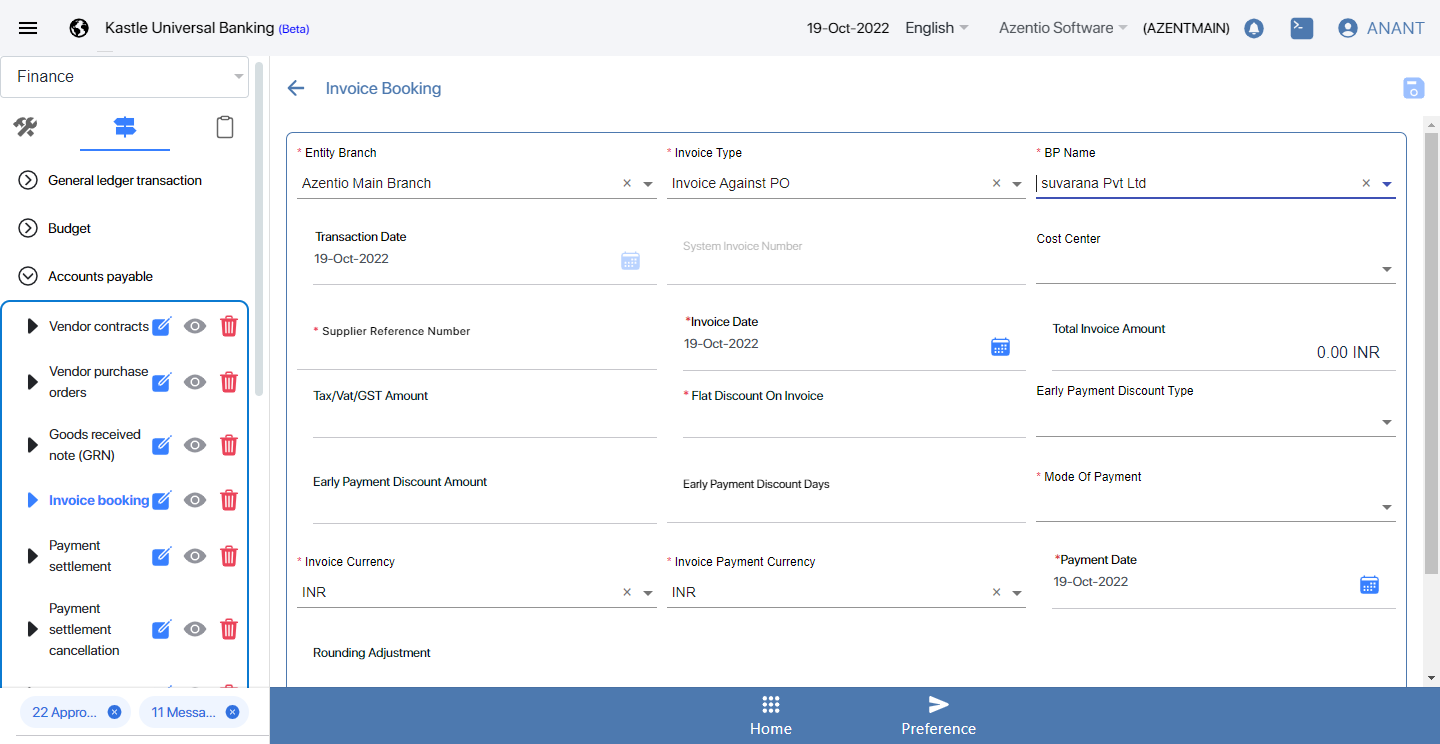 Kastle Universal Banking (Beta)
19-Oct-2022
English
Azentio Software
(AZENTMAIN)
ANANT
Finance
General ledger transaction
Budget
Accounts payable
Vendor contracts
Vendor purchase
orders
Goods received
note (GRN)
Invoice booking
Payment
settlement
Payment
settlement
cancellation
22 Appro...
11 Messa...
Invoice Booking
* Entity Branch
* Invoice Type
* BP Name
Azentio Main Branch
Invoice Against PO
suvarana Pvt Ltd
Transaction Date
19-Oct-2022
System Invoice Number
Cost Center
* Supplier Reference Number
*Invoice Date
19-Oct-2022
Total Invoice Amount
0.00 INR
Tax/Vat/GST Amount
* Flat Discount On Invoice
Early Payment Discount Type
Early Payment Discount Amount
Early Payment Discount Days
* Mode Of Payment
* Invoice Currency
INR
* Invoice Payment Currency
INR
*Payment Date
19-Oct-2022
Rounding Adjustment
Home
Preference